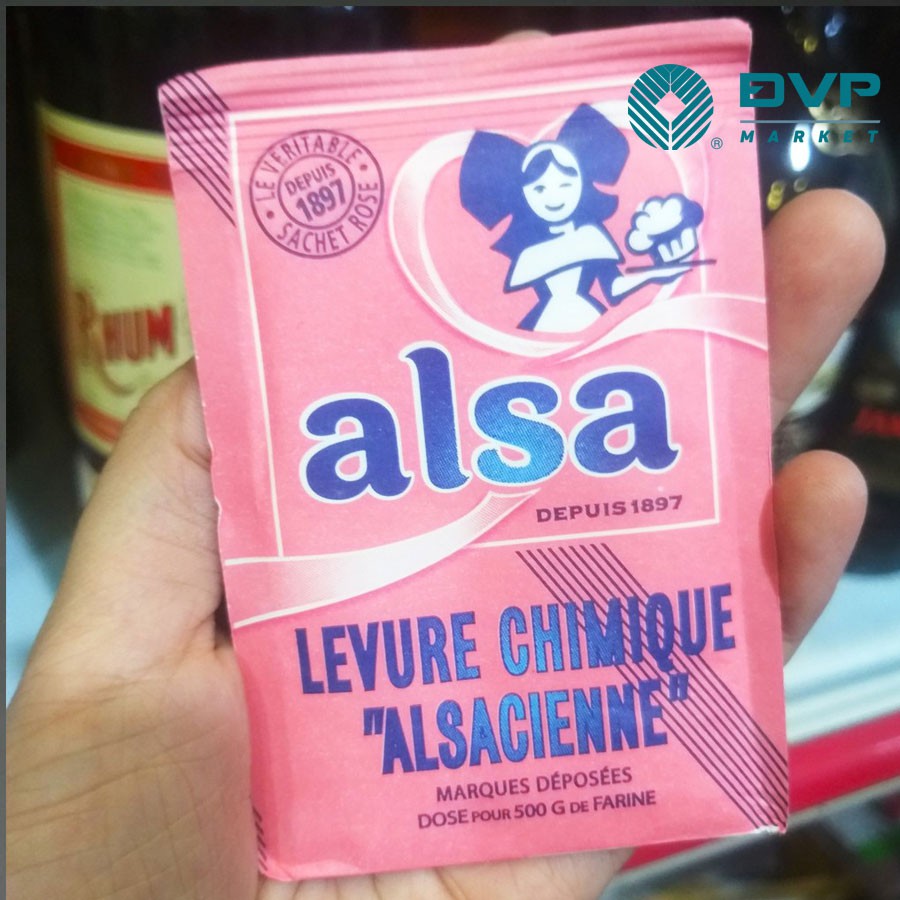 ĐVP
MARKET
®
LE VERITABLE
DEPUIS
1897
SACHET ROSE
alsa
DEPUIS 1897
LEVURE CHIMIQUE
"ALSACIENNE"
MARQUES DÉPOSÉES
DOSE POUR 500 G DE FARINE
RHUM